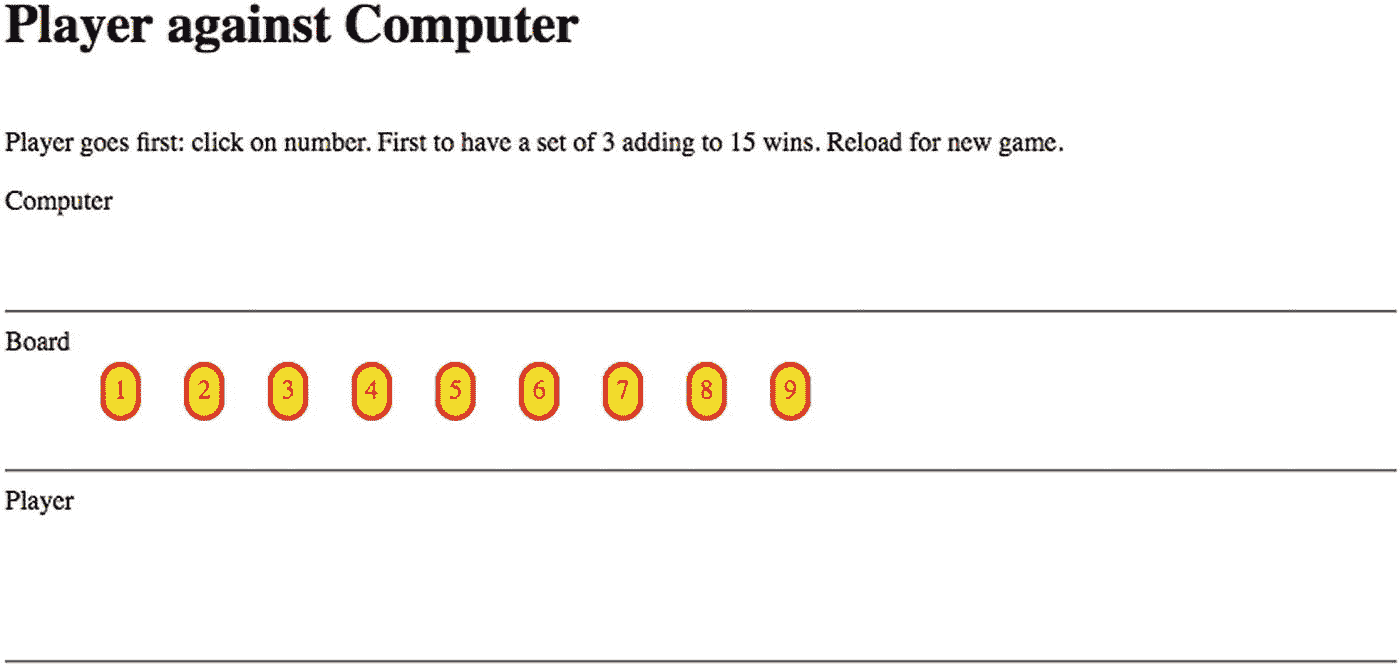 Player against Computer
Player goes first: click on number. First to have a set of 3 adding to 15 wins. Reload for new game.
Computer
Board
1 2 3 4 5 6 7 8 9
Player